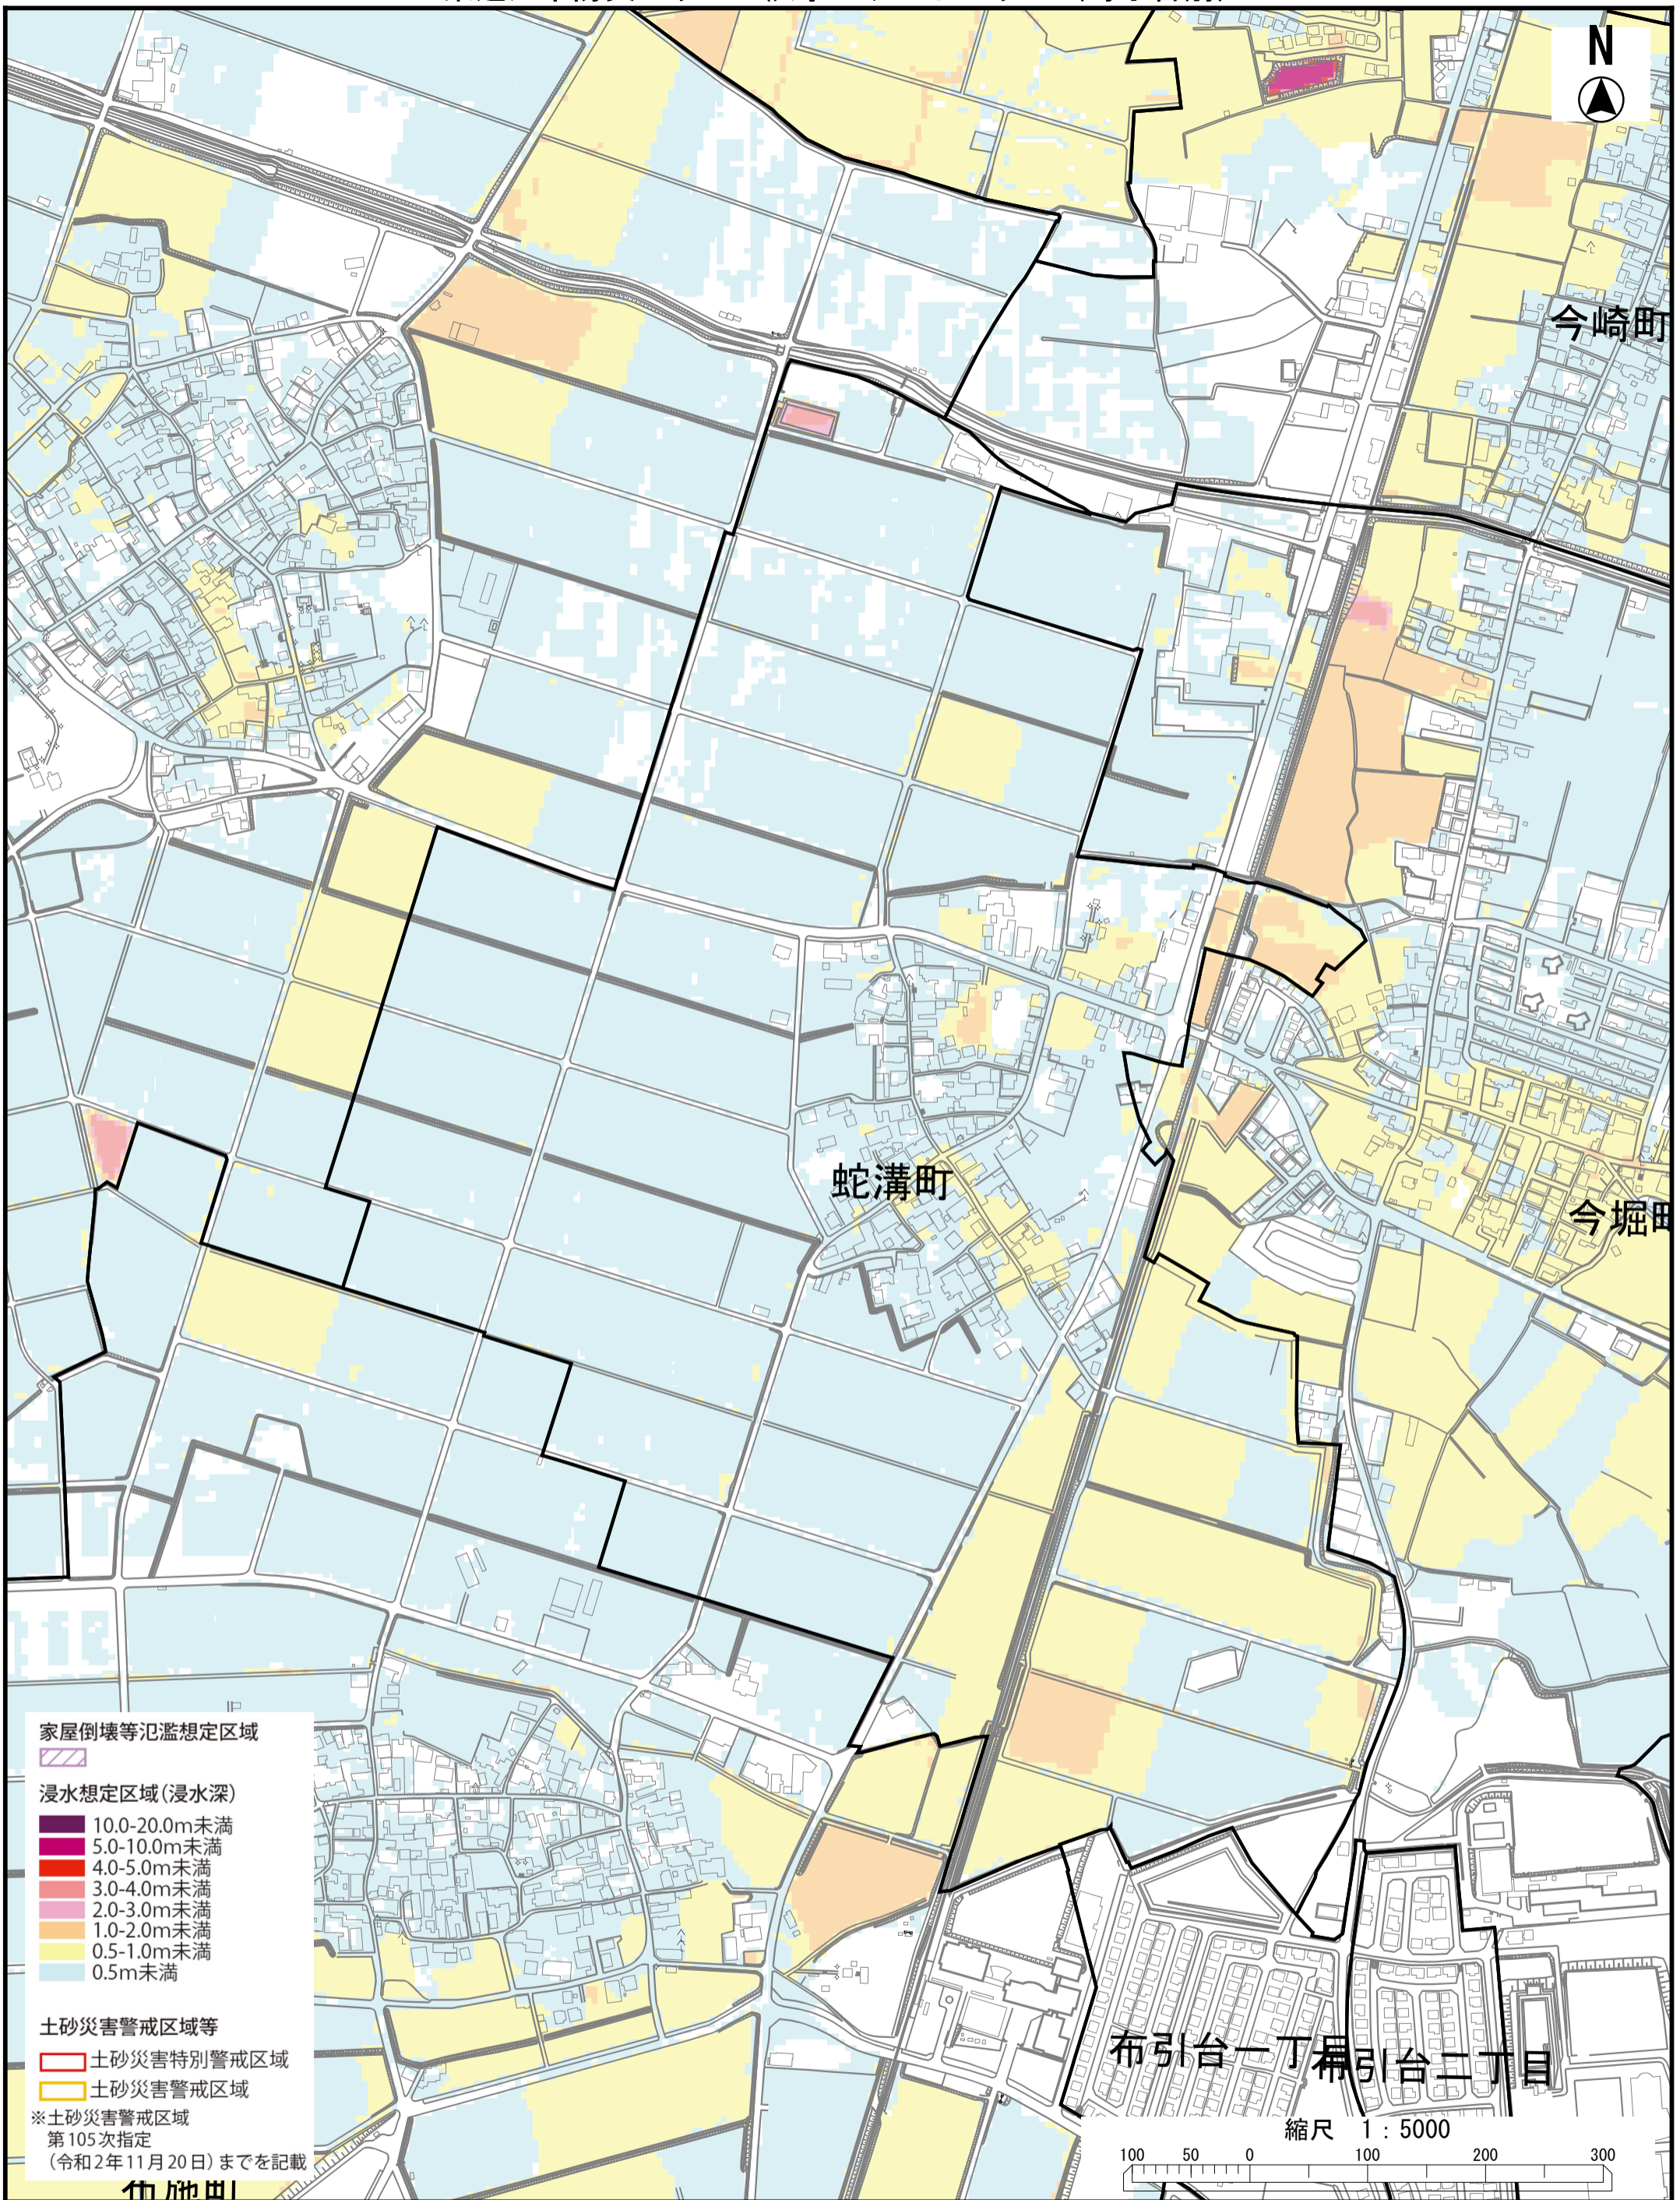 N
今崎町
蛇溝町
今堀町
家屋倒壊等氾濫想定区域
浸水想定区域(浸水深)
10.0-20.0m未満
5.0-10.0m未満
4.0-5.0m未満
3.0-4.0m未満
2.0-3.0m未満
1.0-2.0m未満
0.5-1.0m未満
0.5m未満
土砂災害警戒区域等
土砂災害特別警戒区域
土砂災害警戒区域
※土砂災害警戒区域
第105次指定
（令和2年11月20日）までを記載
布施町
布引台一丁目
布引台二丁目
縮尺 1：5000
100 50 0 100 200 300